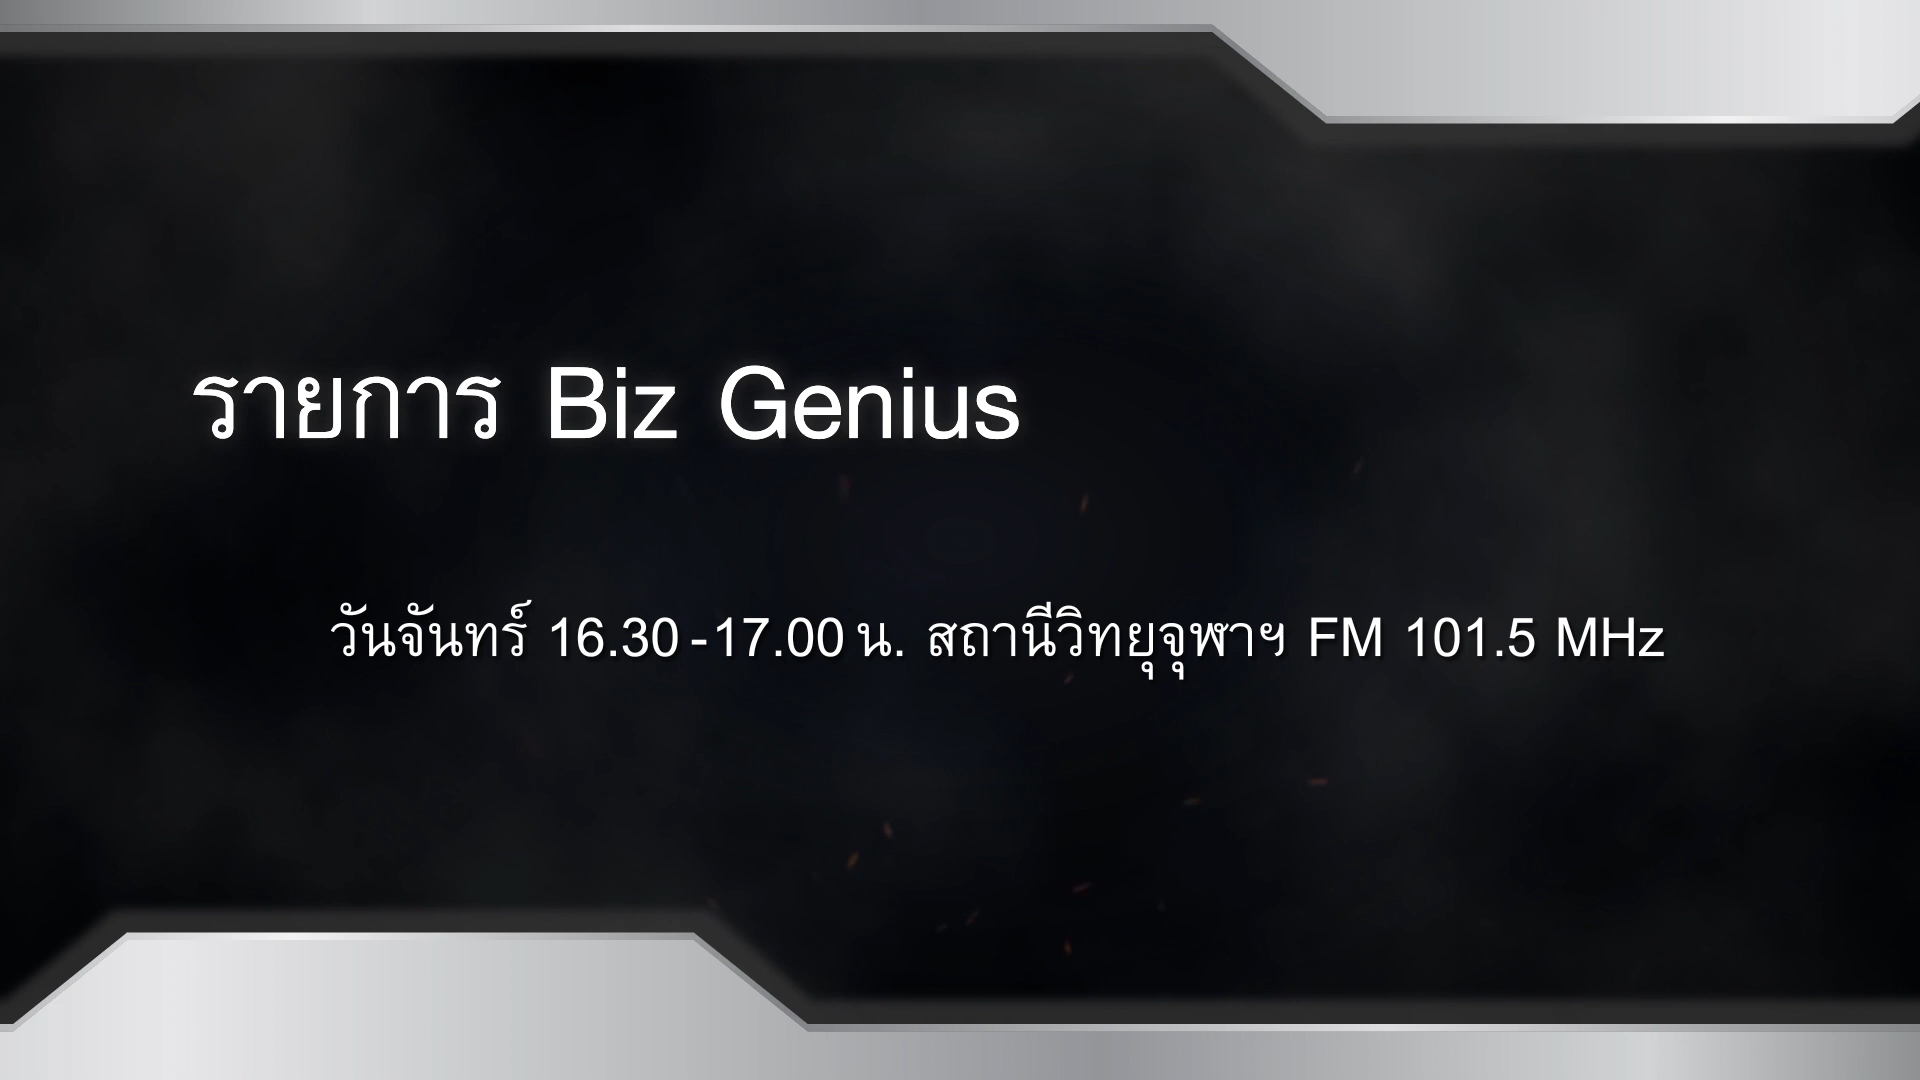 รายการ Biz Genius
วันจันทร์ 16.30 -17.00 น. สถานีวิทยุจุฬาฯ FM 101.5 MHz